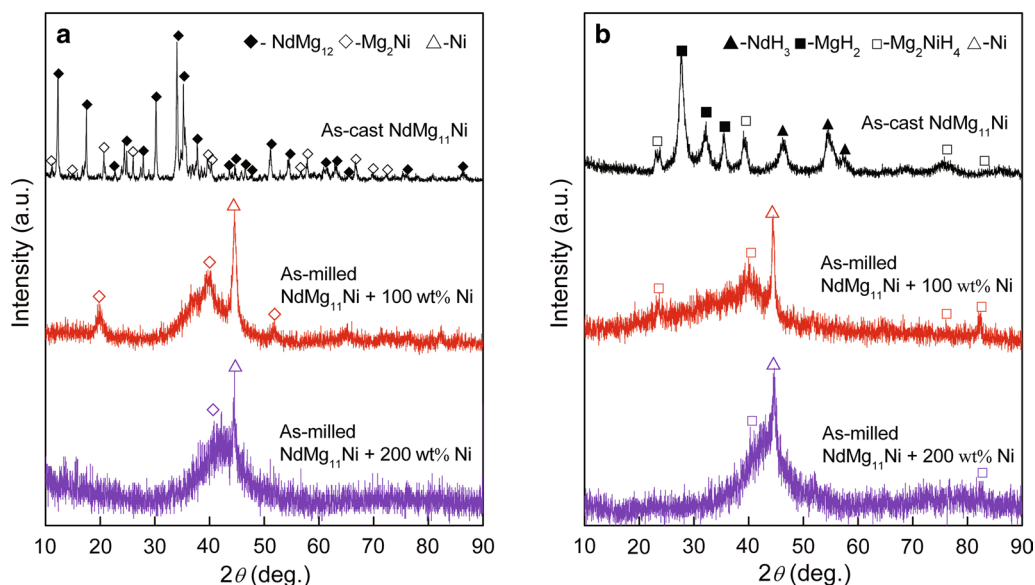 a
◆- NdMg₁₂ ◇-Mg₂Ni △-Ni
As-cast NdMg₁₁Ni
As-milled
NdMg₁₁Ni + 100 wt% Ni
As-milled
NdMg₁₁Ni + 200 wt% Ni
Intensity (a.u.)
10 20 30 40 50 60 70 80 90
2θ (deg.)
b
▲-NdH₃ ■-MgH₂ □-Mg₂NiH₄ △-Ni
As-cast NdMg₁₁Ni
As-milled
NdMg₁₁Ni + 100 wt% Ni
As-milled
NdMg₁₁Ni + 200 wt% Ni
Intensity (a.u.)
10 20 30 40 50 60 70 80 90
2θ (deg.)